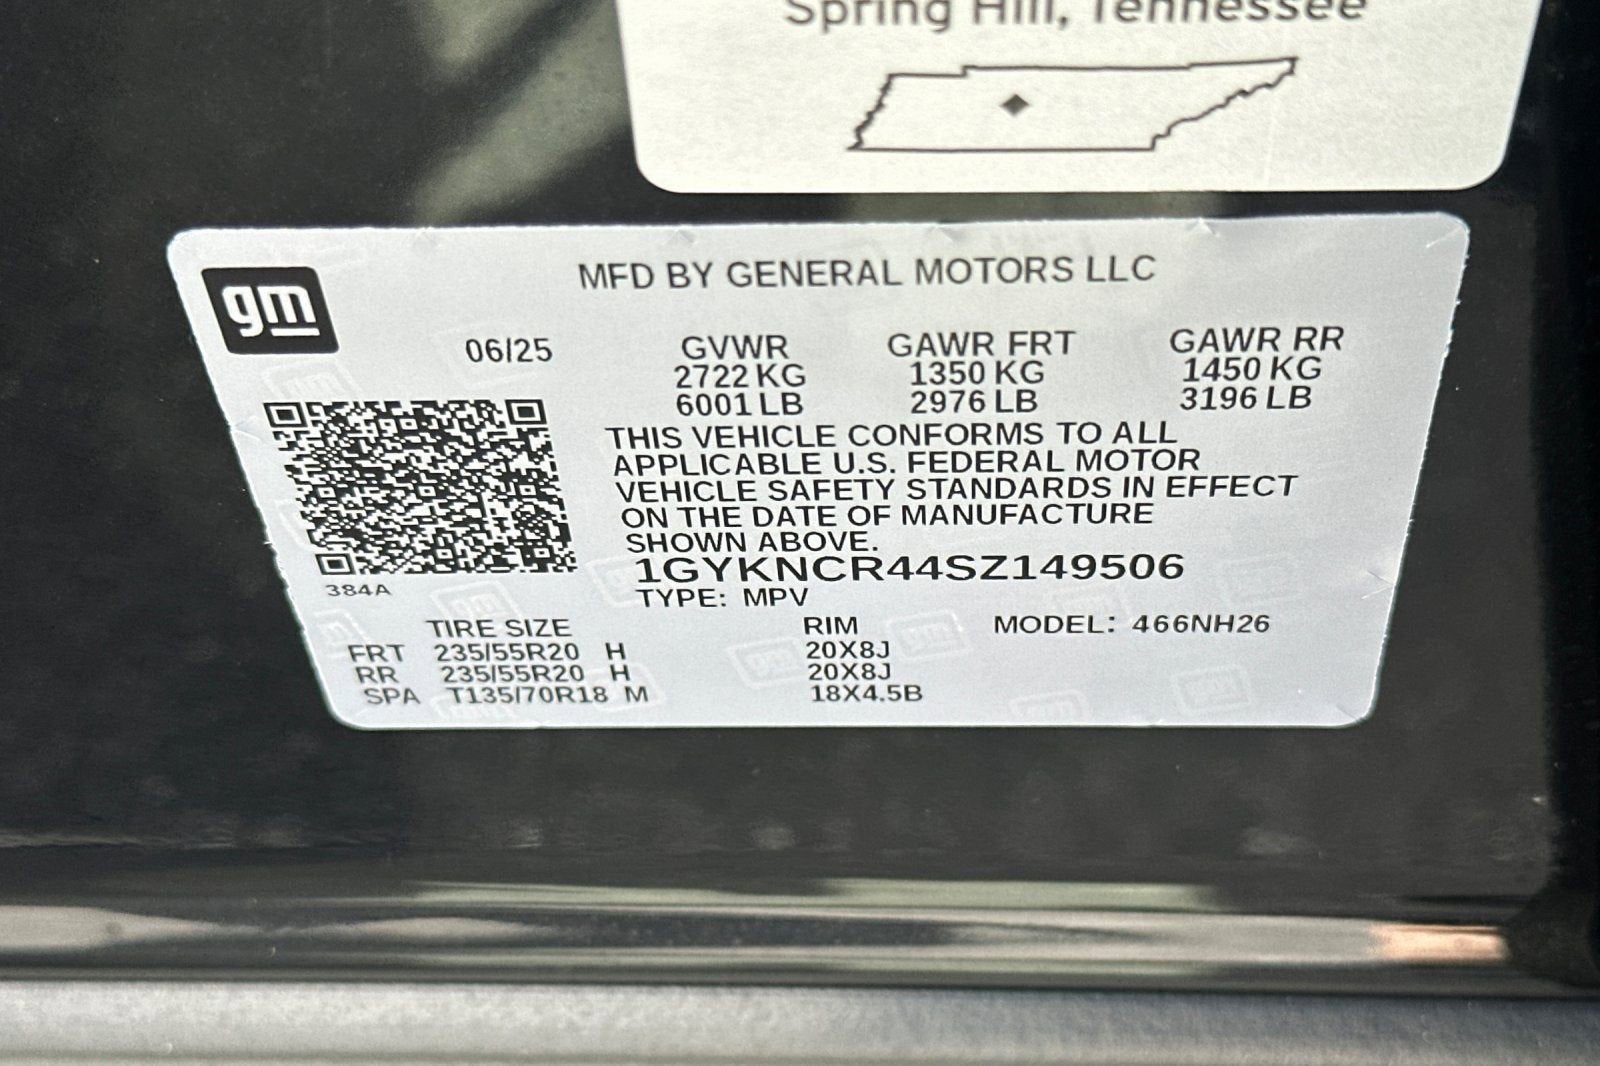 Spring Hill, Tennessee
MFD BY GENERAL MOTORS LLC
gm
06/25
GVWR GAWR FRT GAWR RR
2722 KG 1350 KG 1450 KG
6001 LB 2976 LB 3196 LB
THIS VEHICLE CONFORMS TO ALL
APPLICABLE U.S. FEDERAL MOTOR
VEHICLE SAFETY STANDARDS IN EFFECT
ON THE DATE OF MANUFACTURE
SHOWN ABOVE.
1GYKNCR44SZ149506
384A
TYPE: MPV
TIRE SIZE RIM MODEL: 466NH26
FRT 235/55R20 H 20X8J
RR 235/55R20 H 20X8J
SPA T135/70R18 M 18X4.5B